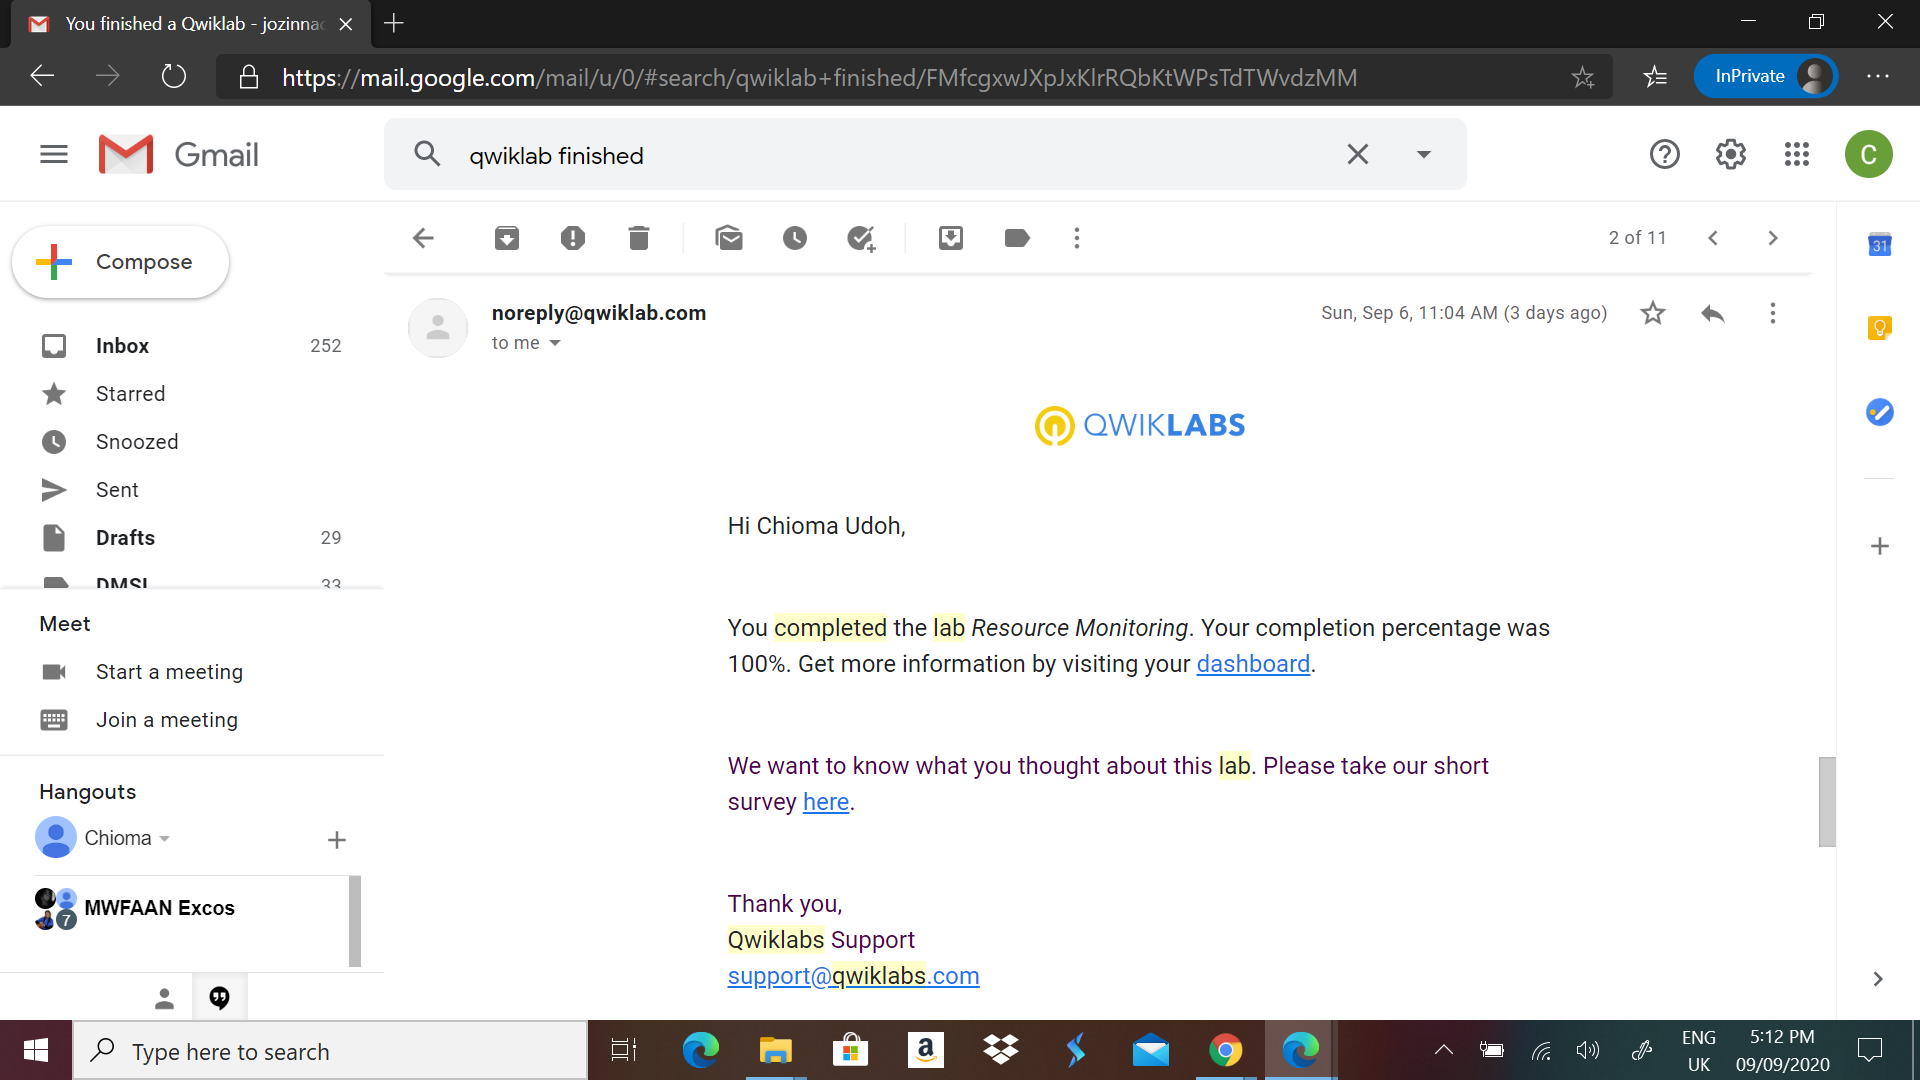 You finished a Qwiklab - jozinnac
https://mail.google.com/mail/u/0/#search/qwiklab+finished/FMfcgxwJXpJxKlrRQbKtWPsTdTWvdzMM
InPrivate
Gmail
qwiklab finished
C
Compose
2 of 11
31
noreply@qwiklab.com
Sun, Sep 6, 11:04 AM (3 days ago)
to me
Inbox 252
Starred
Snoozed
Sent
Drafts 29
DMSI 33
Meet
Start a meeting
Join a meeting
Hangouts
Chioma
7
MWFAAN Excos
QWIKLABS
Hi Chioma Udoh,
You completed the lab Resource Monitoring. Your completion percentage was
100%. Get more information by visiting your dashboard.
We want to know what you thought about this lab. Please take our short
survey here.
Thank you,
Qwiklabs Support
support@qwiklabs.com
Type here to search
a
ENG
UK
5:12 PM
09/09/2020